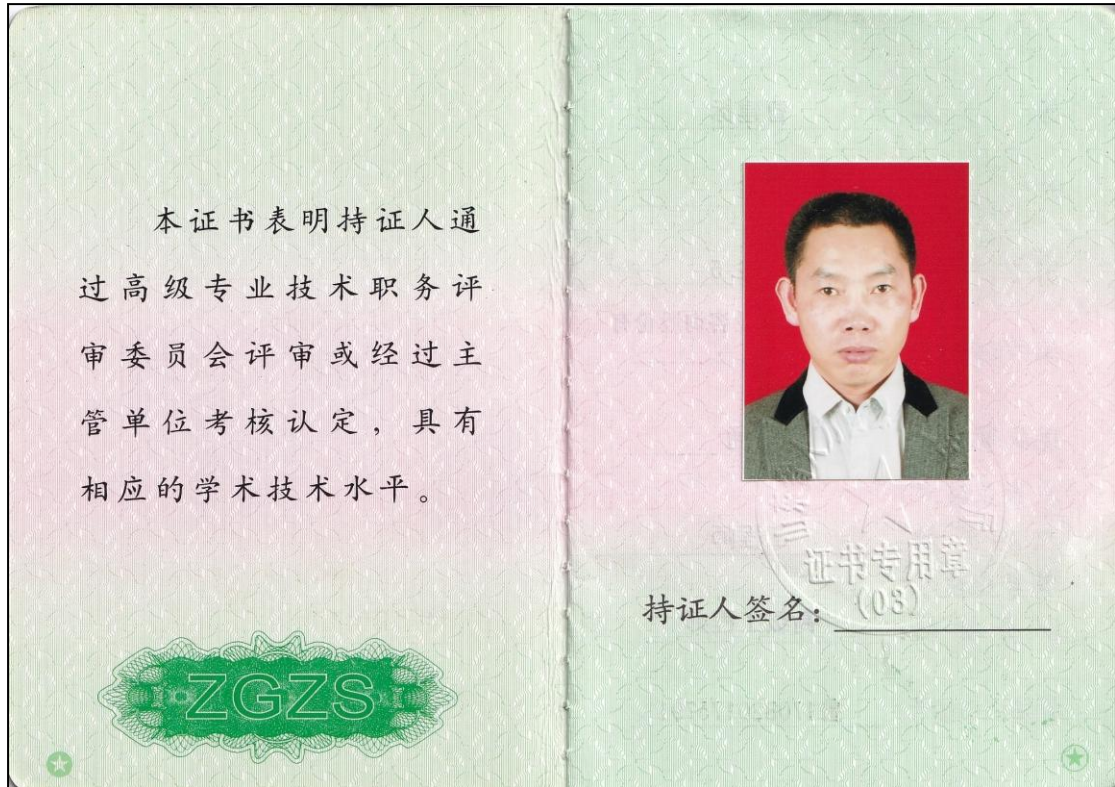 本证书表明持证人通
过高级专业技术职务评
审委员会评审或经过主
管单位考核认定，具有
相应的学术技术水平。
ZGZS
证书专用章
(03)
持证人签名：